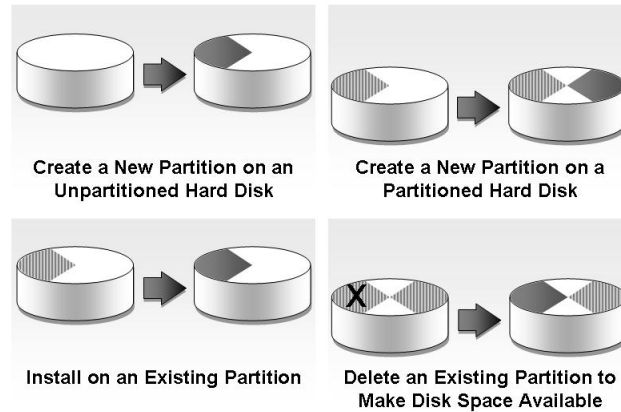 Create a New Partition on an
Unpartitioned Hard Disk
Create a New Partition on a
Partitioned Hard Disk
Install on an Existing Partition
X
Delete an Existing Partition to
Make Disk Space Available